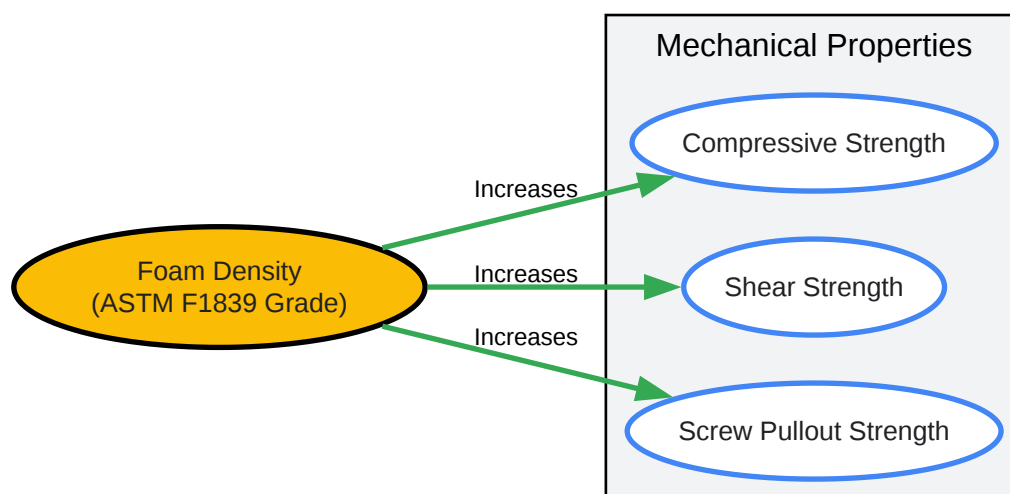 Mechanical Properties
Compressive Strength
Increases
Foam Density
(ASTM F1839 Grade)
Increases
Shear Strength
Increases
Screw Pullout Strength